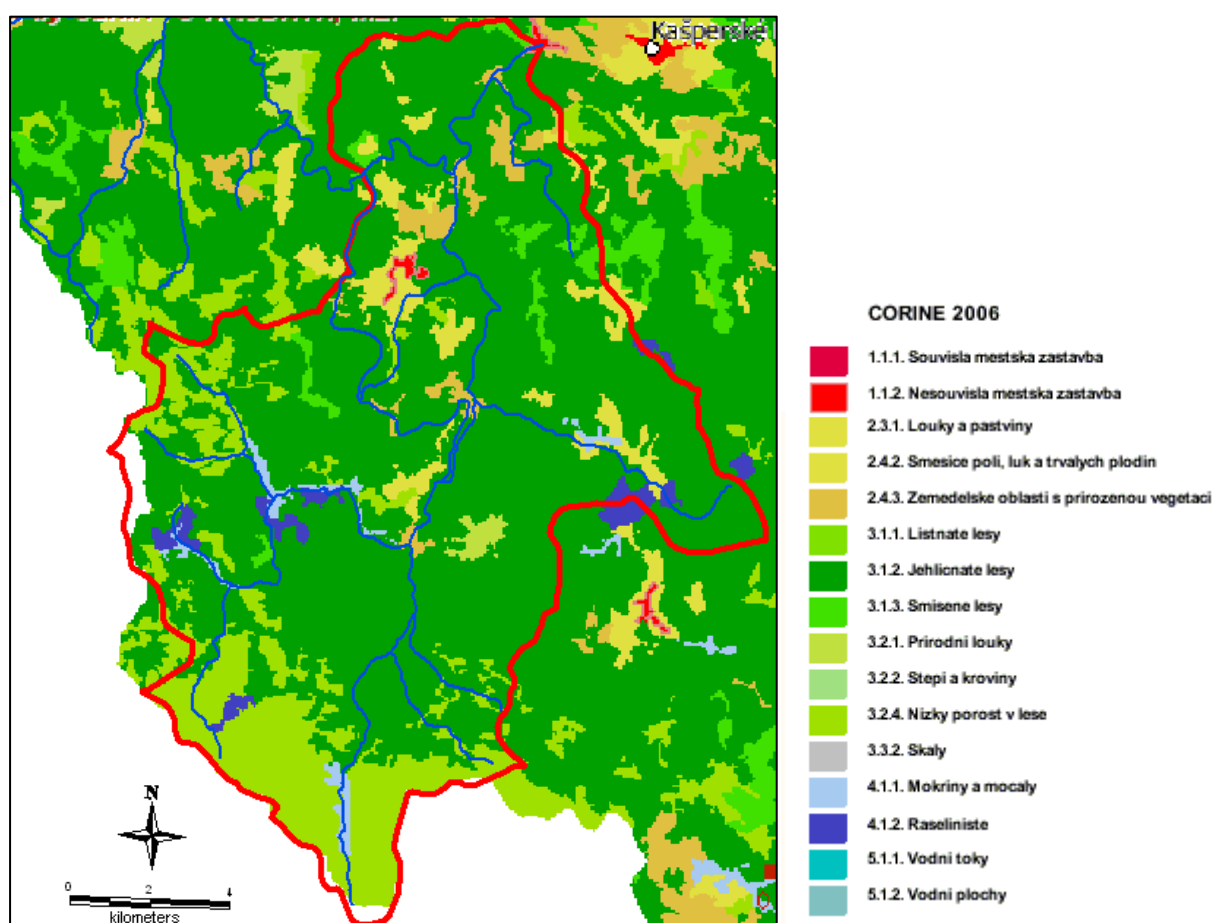 Kašperské
N
0 2 4
kilometers
CORINE 2006
1.1.1. Souvisla mestska zastavba
1.1.2. Nesouvisla mestska zastavba
2.3.1. Louky a pastviny
2.4.2. Smesice poli, luk a trvalych plodin
2.4.3. Zemedelske oblasti s prirozenou vegetaci
3.1.1. Listnate lesy
3.1.2. Jehlicnate lesy
3.1.3. Smisene lesy
3.2.1. Prirodni louky
3.2.2. Stepi a kroviny
3.2.4. Nizky porost v lese
3.3.2. Skaly
4.1.1. Mokriny a mocaly
4.1.2. Raseliniste
5.1.1. Vodni toky
5.1.2. Vodni plochy